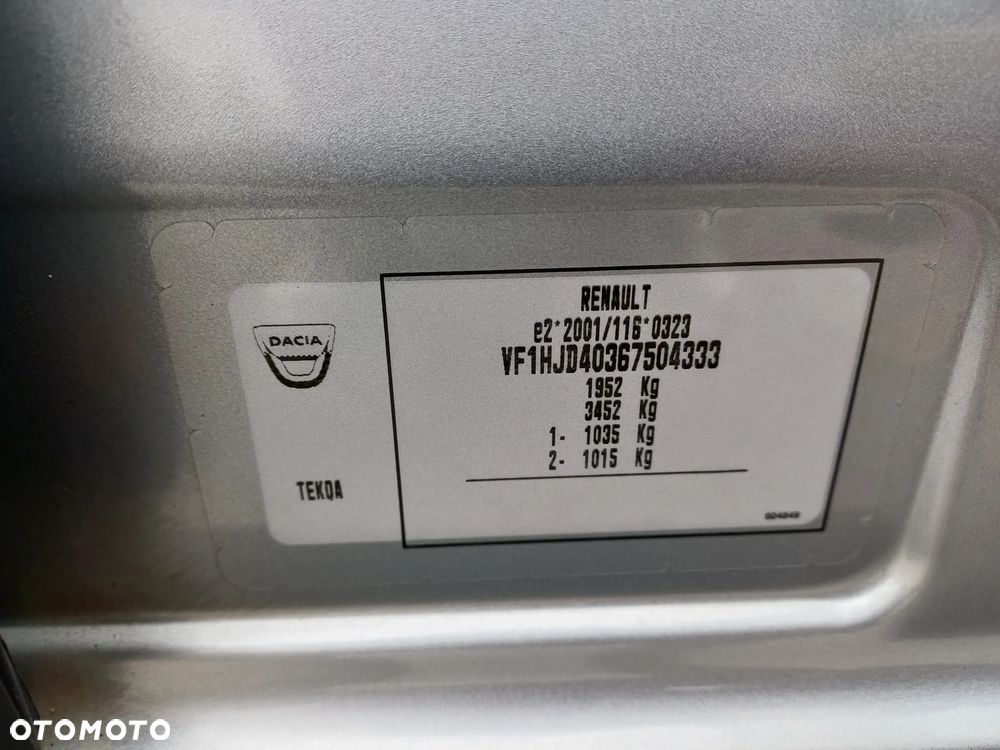 RENAULT
e2*2001/116*0323
VF1HJD40367504333
1952 Kg
3452 Kg
1- 1035 Kg
2- 1015 Kg
DACIA
TEKQA
604949
OTOMOTO